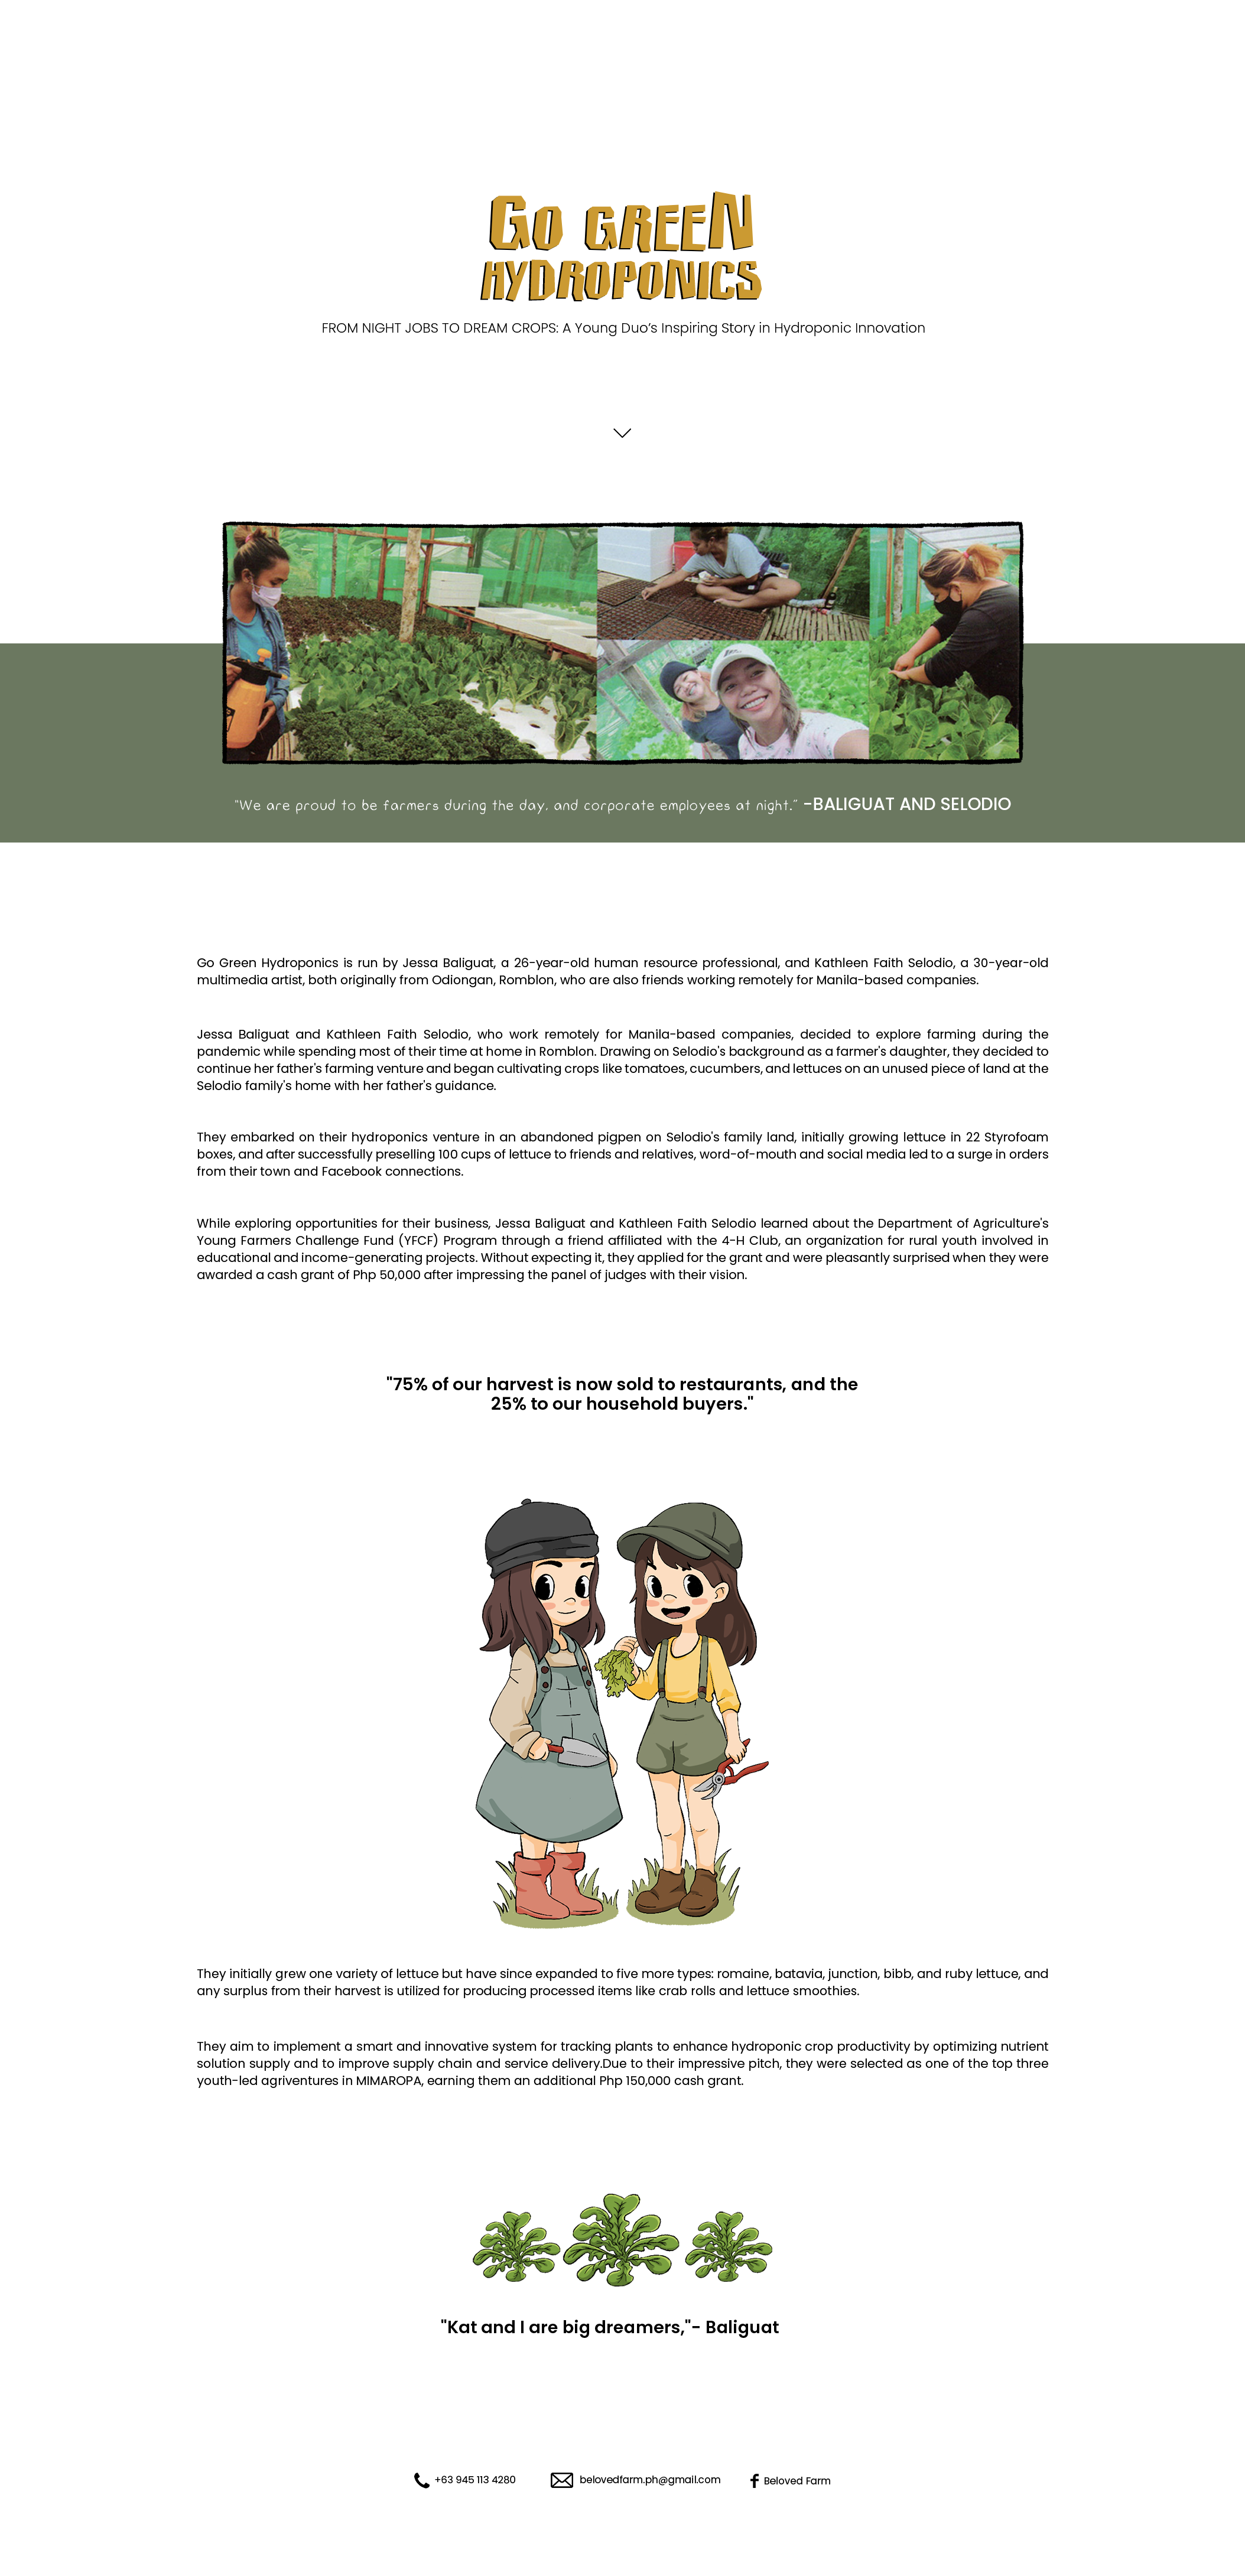 GO GREEN
HYDROPONICS
FROM NIGHT JOBS TO DREAM CROPS: A Young Duo’s Inspiring Story in Hydroponic Innovation
“We are proud to be farmers during the day, and corporate employees at night.” -BALIGUAT AND SELODIO
Go Green Hydroponics is run by Jessa Baliguat, a 26-year-old human resource professional, and Kathleen Faith Selodio, a 30-year-old
multimedia artist, both originally from Odiongan, Romblon, who are also friends working remotely for Manila-based companies.
Jessa Baliguat and Kathleen Faith Selodio, who work remotely for Manila-based companies, decided to explore farming during the
pandemic while spending most of their time at home in Romblon. Drawing on Selodio's background as a farmer's daughter, they decided to
continue her father's farming venture and began cultivating crops like tomatoes, cucumbers, and lettuces on an unused piece of land at the
Selodio family's home with her father's guidance.
They embarked on their hydroponics venture in an abandoned pigpen on Selodio's family land, initially growing lettuce in 22 Styrofoam
boxes, and after successfully preselling 100 cups of lettuce to friends and relatives, word-of-mouth and social media led to a surge in orders
from their town and Facebook connections.
While exploring opportunities for their business, Jessa Baliguat and Kathleen Faith Selodio learned about the Department of Agriculture's
Young Farmers Challenge Fund (YFCF) Program through a friend affiliated with the 4-H Club, an organization for rural youth involved in
educational and income-generating projects. Without expecting it, they applied for the grant and were pleasantly surprised when they were
awarded a cash grant of Php 50,000 after impressing the panel of judges with their vision.
"75% of our harvest is now sold to restaurants, and the
25% to our household buyers."
They initially grew one variety of lettuce but have since expanded to five more types: romaine, batavia, junction, bibb, and ruby lettuce, and
any surplus from their harvest is utilized for producing processed items like crab rolls and lettuce smoothies.
They aim to implement a smart and innovative system for tracking plants to enhance hydroponic crop productivity by optimizing nutrient
solution supply and to improve supply chain and service delivery.Due to their impressive pitch, they were selected as one of the top three
youth-led agriventures in MIMAROPA, earning them an additional Php 150,000 cash grant.
"Kat and I are big dreamers,"- Baliguat
+63 945 113 4280
belovedfarm.ph@gmail.com
Beloved Farm